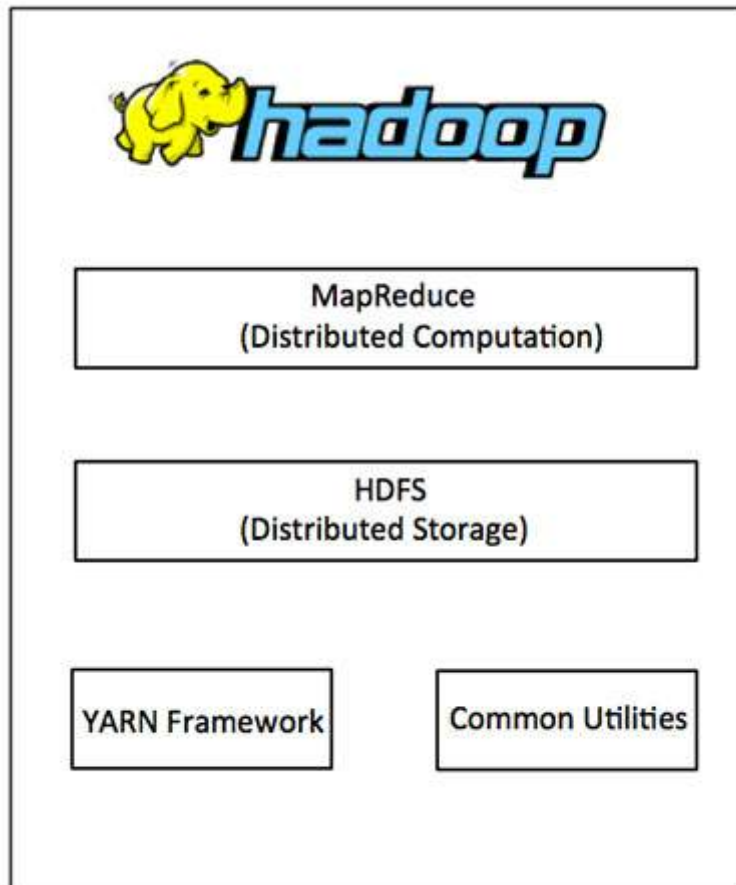 hadoop
MapReduce
(Distributed Computation)
HDFS
(Distributed Storage)
YARN Framework
Common Utilities